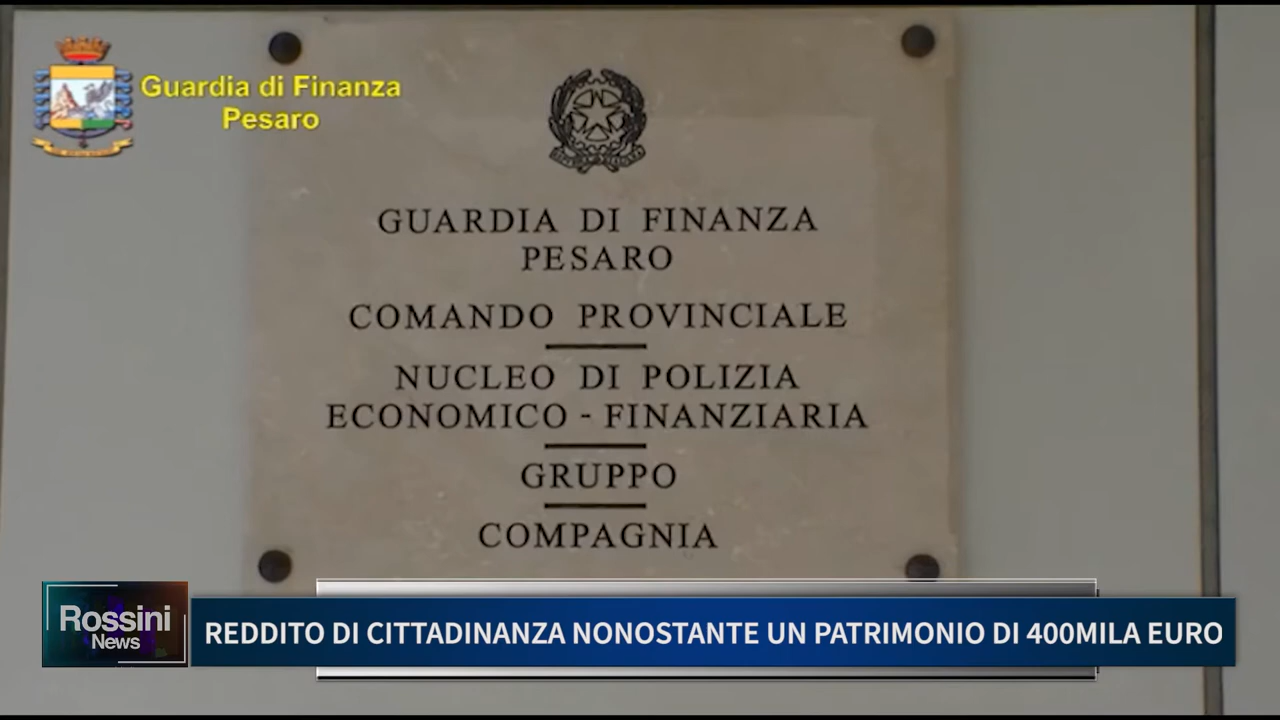 Guardia di Finanza
Pesaro
GUARDIA DI FINANZA
PESARO
COMANDO PROVINCIALE
NUCLEO DI POLIZIA
ECONOMICO - FINANZIARIA
GRUPPO
COMPAGNIA
Rossini
News
REDDITO DI CITTADINANZA NONOSTANTE UN PATRIMONIO DI 400MILA EURO